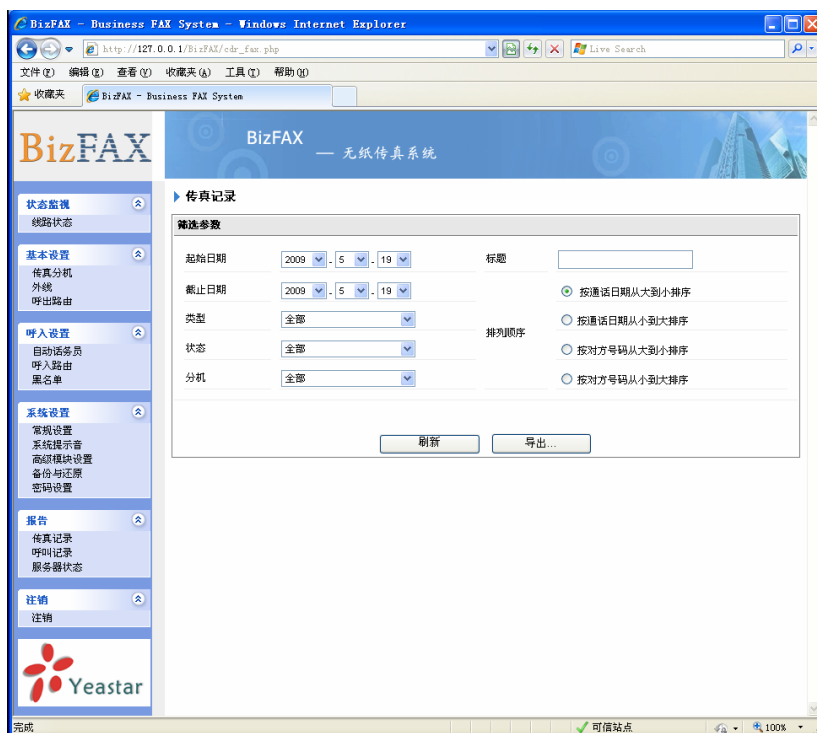 BizFAX - Business FAX System - Windows Internet Explorer
http://127.0.0.1/BizFAX/cdr_fax.php
Live Search
文件(F) 编辑(E) 查看(V) 收藏夹(A) 工具(T) 帮助(H)
收藏夹 BizFAX - Business FAX System
BizFAX
BizFAX
— 无纸传真系统
状态监视
线路状态
基本设置
传真分机
外线
呼出路由
呼入设置
自动话务员
呼入路由
黑名单
系统设置
常规设置
系统提示音
高级模块设置
备份与还原
密码设置
报告
传真记录
呼叫记录
服务器状态
注销
注销
Yeastar
传真记录
筛选参数
起始日期 2009 - 5 - 19 标题
截止日期 2009 - 5 - 19
类型 全部
状态 全部
分机 全部
排列顺序
按通话日期从大到小排序
按通话日期从小到大排序
按对方号码从大到小排序
按对方号码从小到大排序
刷新 导出...
完成 可信站点 100%